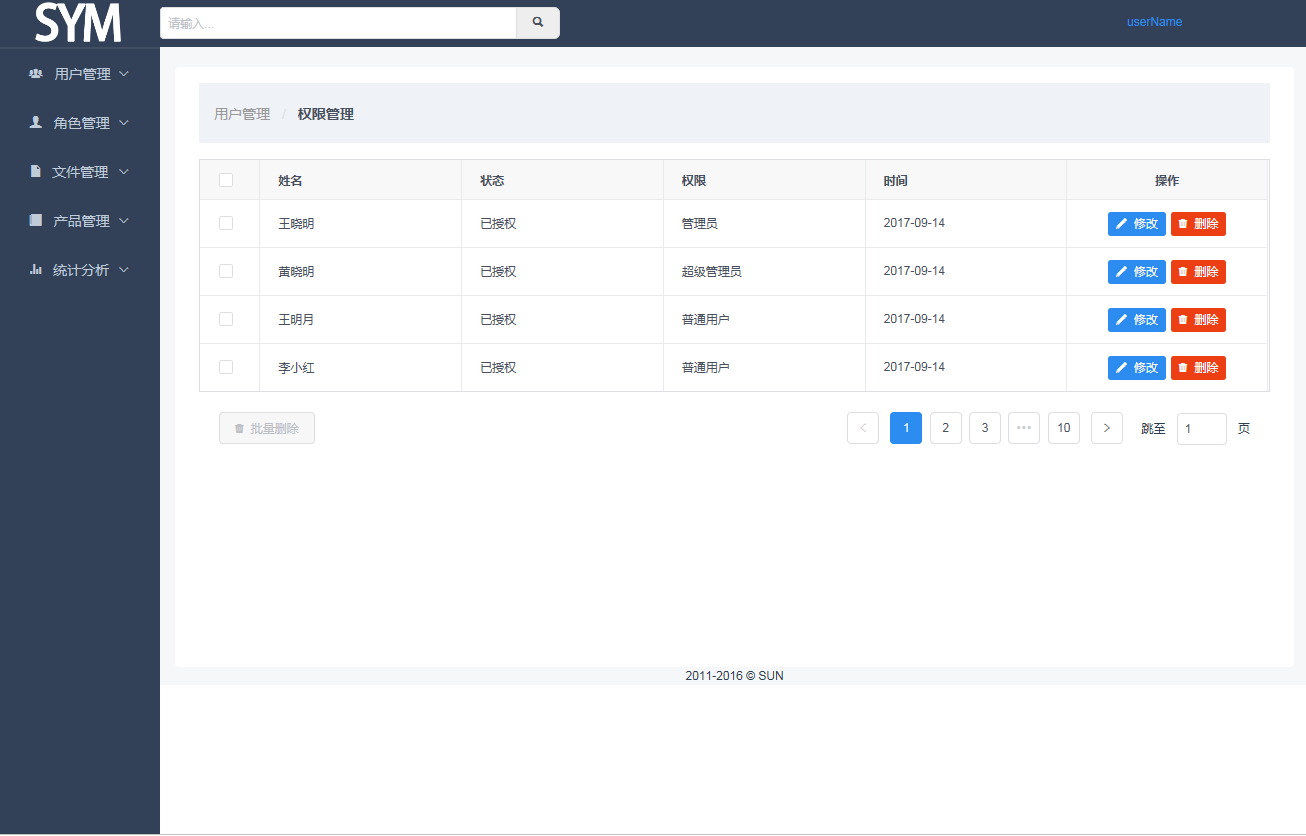 SYM
请输入...
userName
用户管理
角色管理
文件管理
产品管理
统计分析
用户管理 / 权限管理
姓名 状态 权限 时间 操作
王晓明 已授权 管理员 2017-09-14 修改 删除
黄晓明 已授权 超级管理员 2017-09-14 修改 删除
王明月 已授权 普通用户 2017-09-14 修改 删除
李小红 已授权 普通用户 2017-09-14 修改 删除
批量删除 < 1 2 3 ••• 10 > 跳至 1 页
2011-2016 © SUN